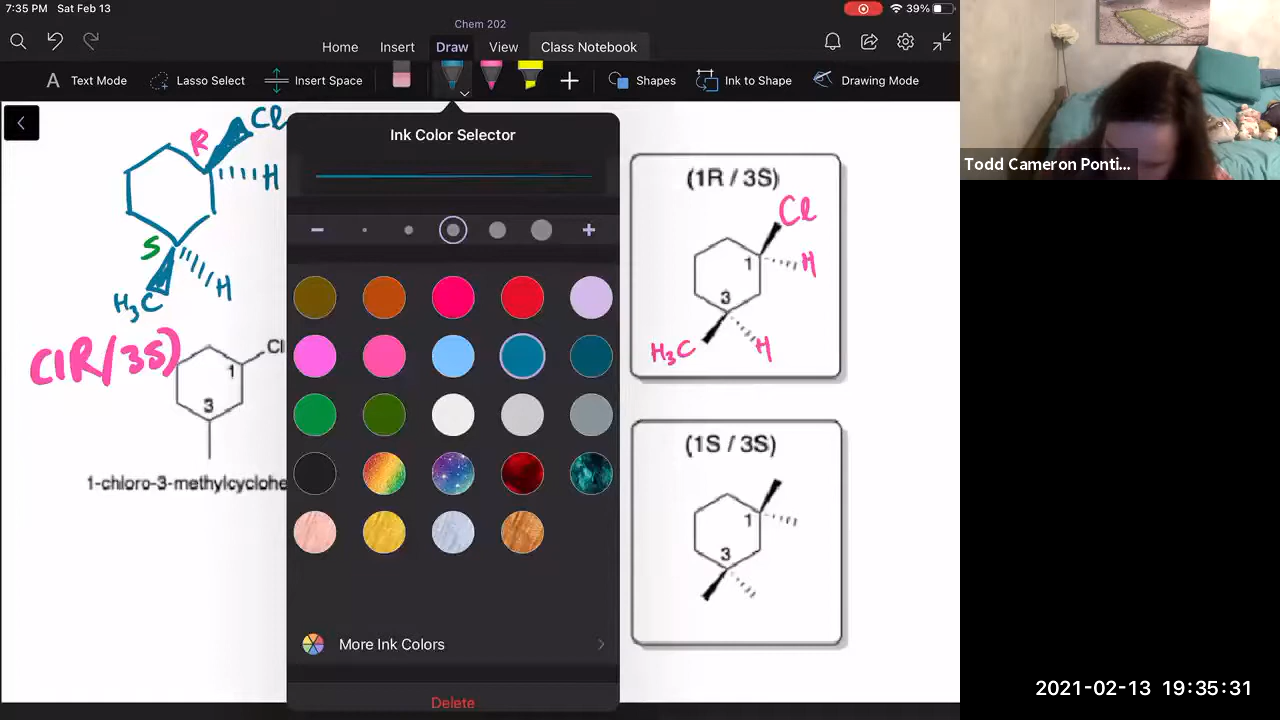 7:35 PM Sat Feb 13
39%
Chem 202
Home Insert Draw View Class Notebook
Text Mode Lasso Select Insert Space Shapes Ink to Shape Drawing Mode
Ink Color Selector
More Ink Colors
Delete
R Cl
H
S
H
H₃C
(1R/3S)
Cl
1
3
1-chloro-3-methylcyclohe
(1R / 3S)
Cl
1 H
3
H₃C H
(1S / 3S)
1
3
Todd Cameron Ponti...
2021-02-13 19:35:31